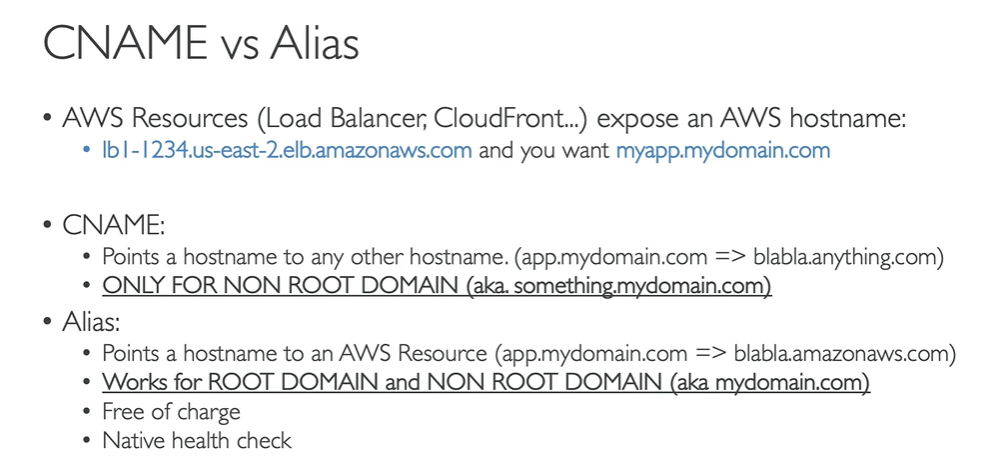 CNAME vs Alias
• AWS Resources (Load Balancer, CloudFront...) expose an AWS hostname:
• lb1-1234.us-east-2.elb.amazonaws.com and you want myapp.mydomain.com
• CNAME:
• Points a hostname to any other hostname. (app.mydomain.com => blabla.anything.com)
• ONLY FOR NON ROOT DOMAIN (aka. something.mydomain.com)
• Alias:
• Points a hostname to an AWS Resource (app.mydomain.com => blabla.amazonaws.com)
• Works for ROOT DOMAIN and NON ROOT DOMAIN (aka mydomain.com)
• Free of charge
• Native health check